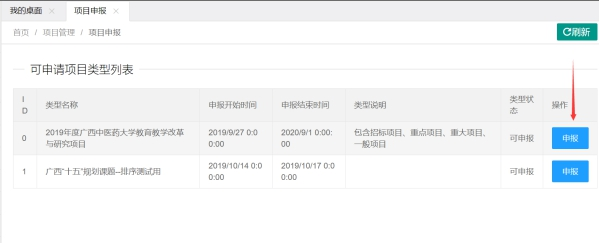 我的桌面 项目申报
首页 / 项目管理 / 项目申报 刷新
可申请项目类型列表
ID 类型名称 申报开始时间 申报结束时间 类型说明 类型状态 操作
0 2019年度广西中医药大学教育教学改革 2019/9/27 0:0 2020/9/1 0:00: 包含招标项目、重点项目、重大项目、 可申报 申报
与研究项目 0:00 00 一般项目
1 广西"十五"规划课题--排序测试用 2019/10/14 0:0 2019/10/17 0:0 可申报 申报
0:00 0:00